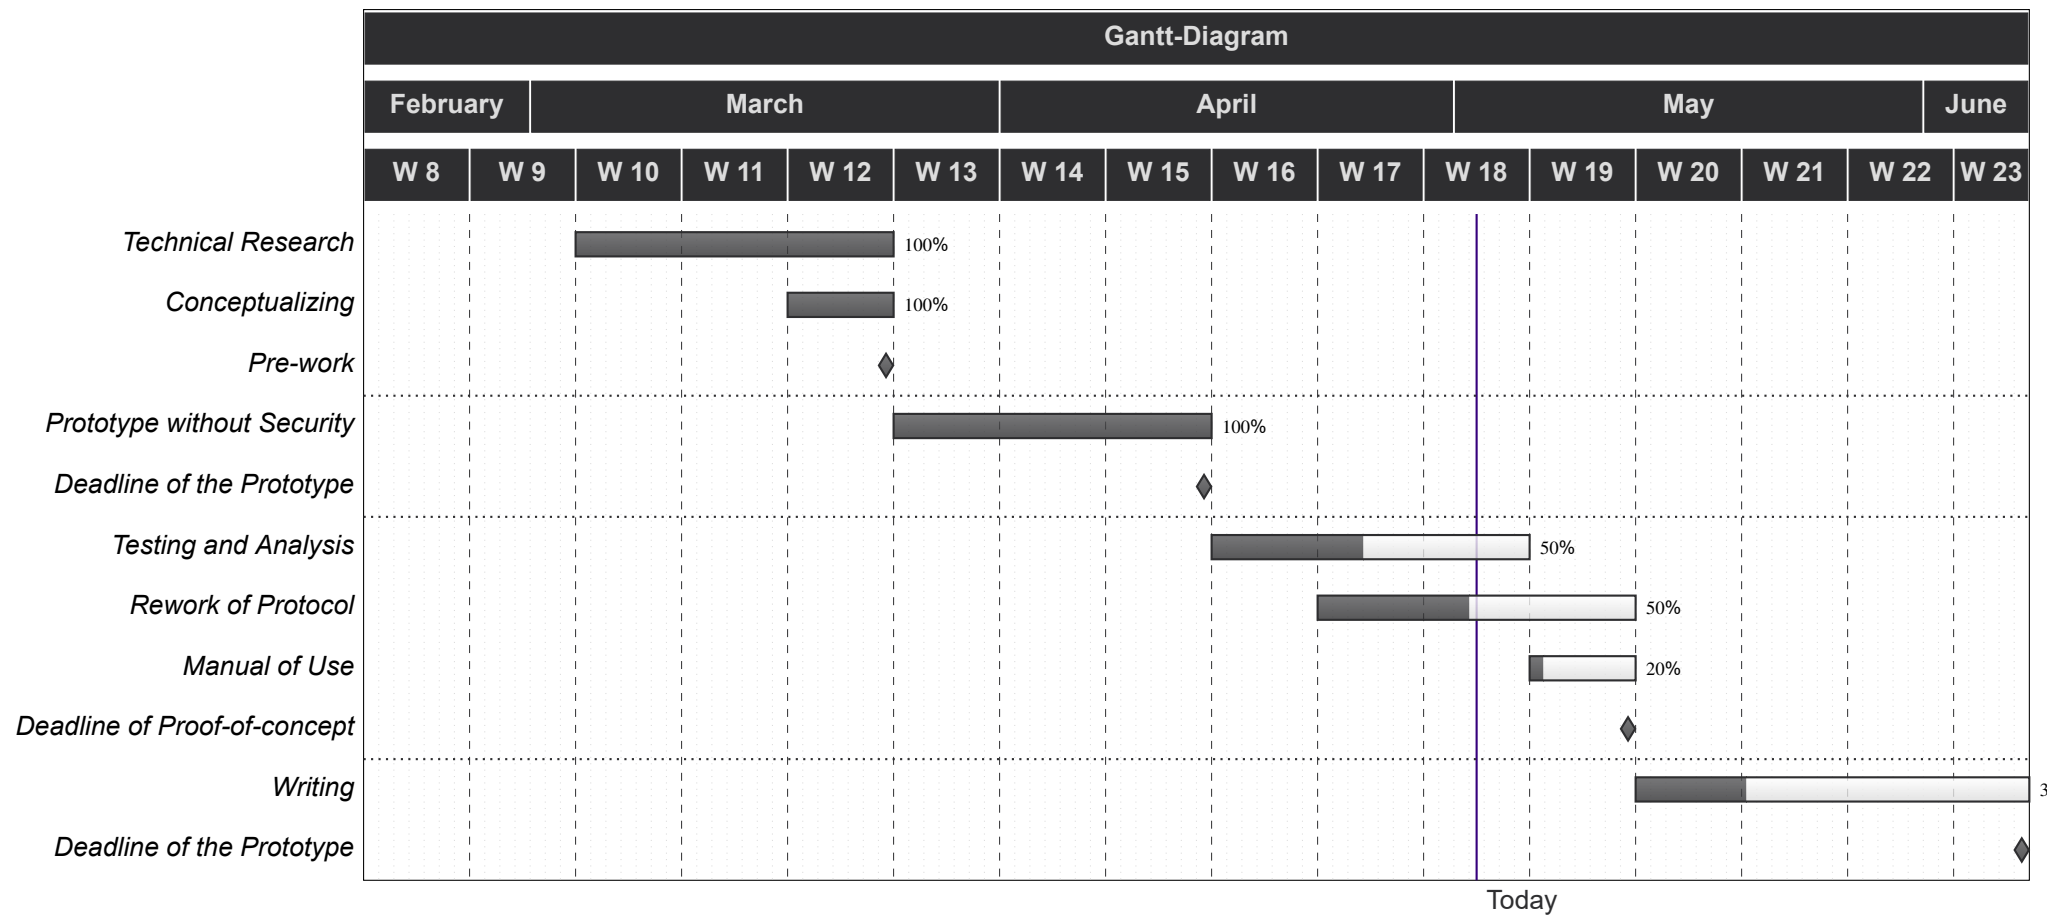 Gantt-Diagram
February March April May June
W 8 W 9 W 10 W 11 W 12 W 13 W 14 W 15 W 16 W 17 W 18 W 19 W 20 W 21 W 22 W 23
Technical Research 100%
Conceptualizing 100%
Pre-work
Prototype without Security 100%
Deadline of the Prototype
Testing and Analysis 50%
Rework of Protocol 50%
Manual of Use 20%
Deadline of Proof-of-concept
Writing 3
Deadline of the Prototype
Today